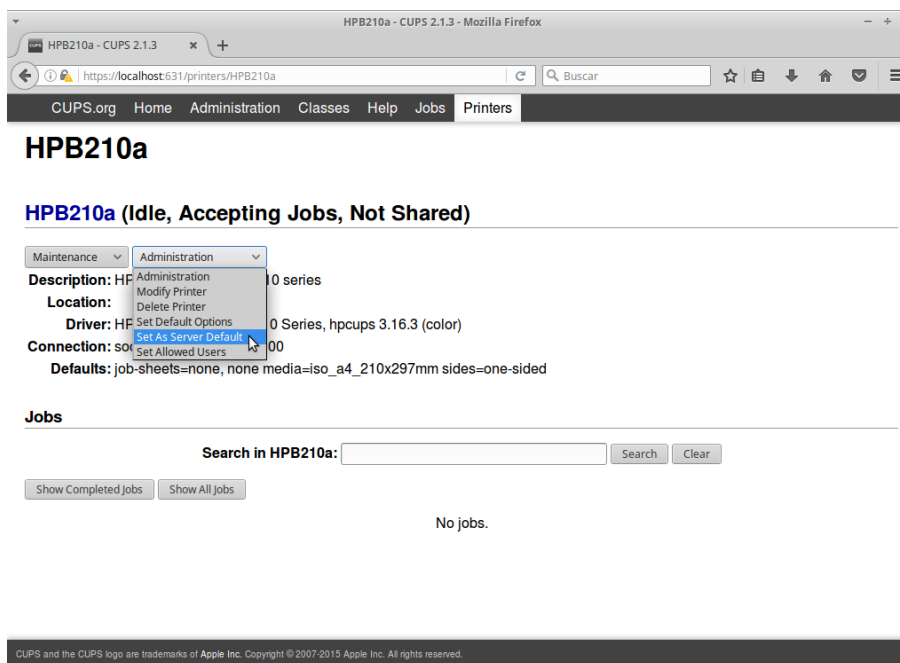 HPB210a - CUPS 2.1.3 - Mozilla Firefox
HPB210a - CUPS 2.1.3
https://localhost:631/printers/HPB210a
Buscar
CUPS.org Home Administration Classes Help Jobs Printers
HPB210a
HPB210a (Idle, Accepting Jobs, Not Shared)
Maintenance Administration
Administration
Modify Printer
Delete Printer
Set Default Options
Set As Server Default
Set Allowed Users
Description: HP 10 series
Location:
Driver: HP 0 Series, hpcups 3.16.3 (color)
Connection: soc 00
Defaults: job-sheets=none, none media=iso_a4_210x297mm sides=one-sided
Jobs
Search in HPB210a: Search Clear
Show Completed Jobs Show All Jobs
No jobs.
CUPS and the CUPS logo are trademarks of Apple Inc. Copyright © 2007-2015 Apple Inc. All rights reserved.